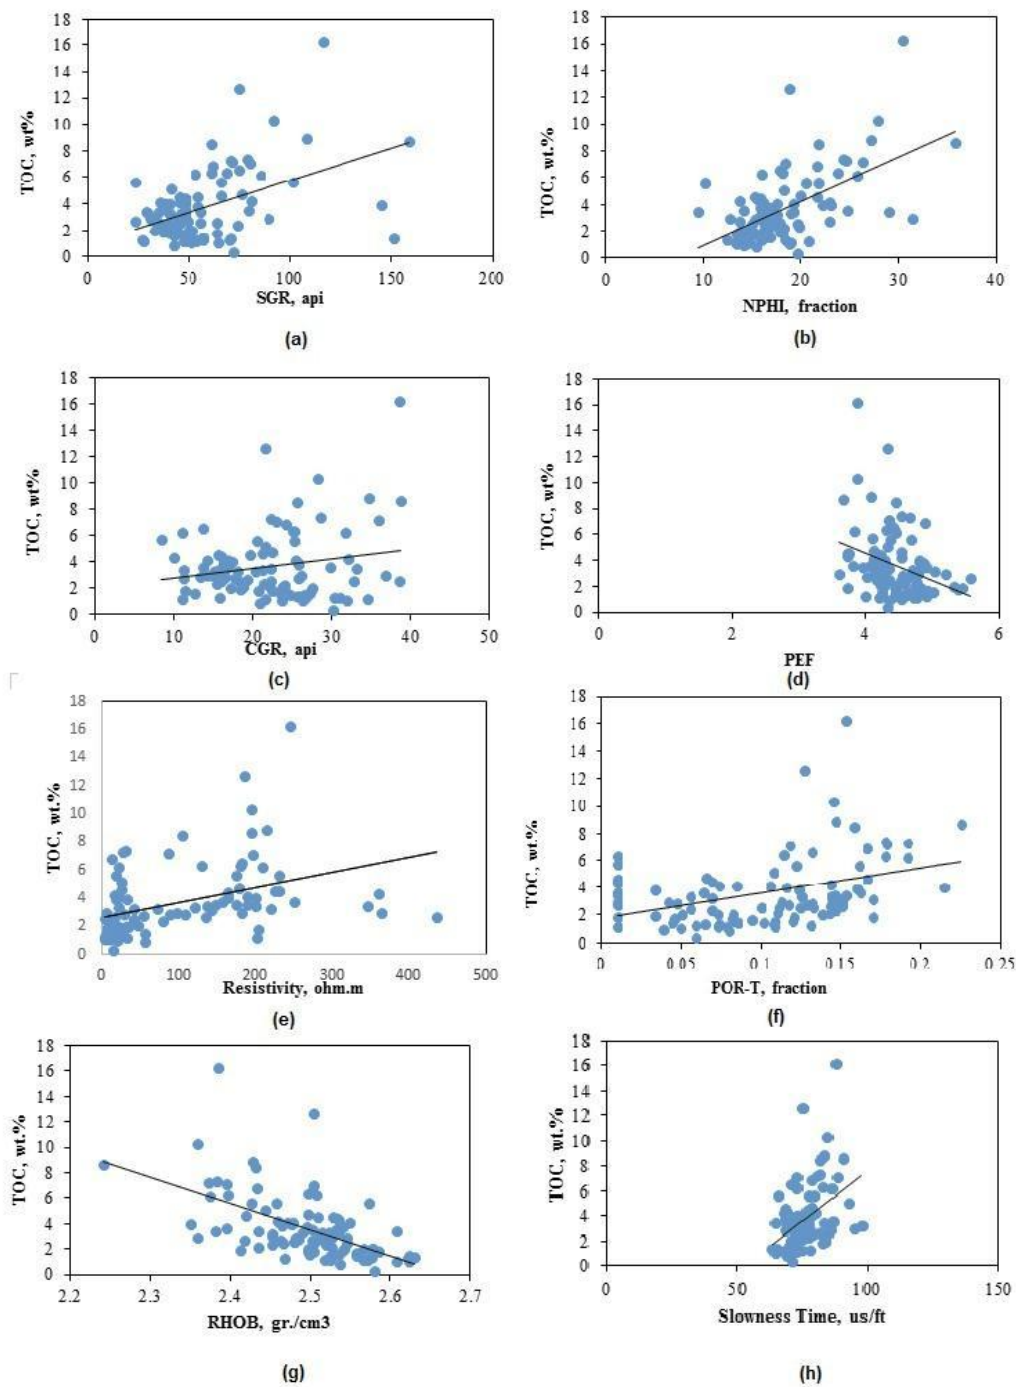 18
16
14
12
10
8
6
4
2
0
TOC, wt%
0 50 100 150 200
SGR, api
(a)
18
16
14
12
10
8
6
4
2
0
TOC, wt.%
0 10 20 30 40
NPHI, fraction
(b)
18
16
14
12
10
8
6
4
2
0
TOC, wt%
0 10 20 30 40 50
CGR, api
(c)
18
16
14
12
10
8
6
4
2
0
TOC, wt%
0 2 4 6
PEF
(d)
18
16
14
12
10
8
6
4
2
0
TOC, wt.%
0 100 200 300 400 500
Resistivity, ohm.m
(e)
18
16
14
12
10
8
6
4
2
0
TOC, wt.%
0 0.05 0.1 0.15 0.2 0.25
POR-T, fraction
(f)
18
16
14
12
10
8
6
4
2
0
TOC, wt.%
2.2 2.3 2.4 2.5 2.6 2.7
RHOB, gr./cm3
(g)
18
16
14
12
10
8
6
4
2
0
TOC, wt.%
0 50 100 150
Slowness Time, us/ft
(h)